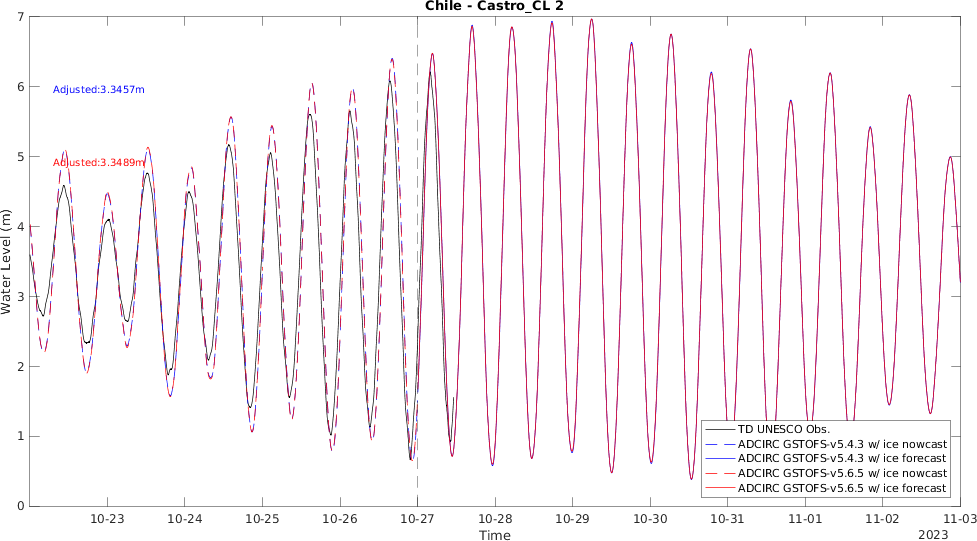 Chile - Castro_CL 2
7
6
5
4
3
2
1
0
Water Level (m)
Adjusted:3.3457m
Adjusted:3.3489m
TD UNESCO Obs.
ADCIRC GSTOFS-v5.4.3 w/ ice nowcast
ADCIRC GSTOFS-v5.4.3 w/ ice forecast
ADCIRC GSTOFS-v5.6.5 w/ ice nowcast
ADCIRC GSTOFS-v5.6.5 w/ ice forecast
10-23 10-24 10-25 10-26 10-27 10-28 10-29 10-30 10-31 11-01 11-02 11-03
Time
2023